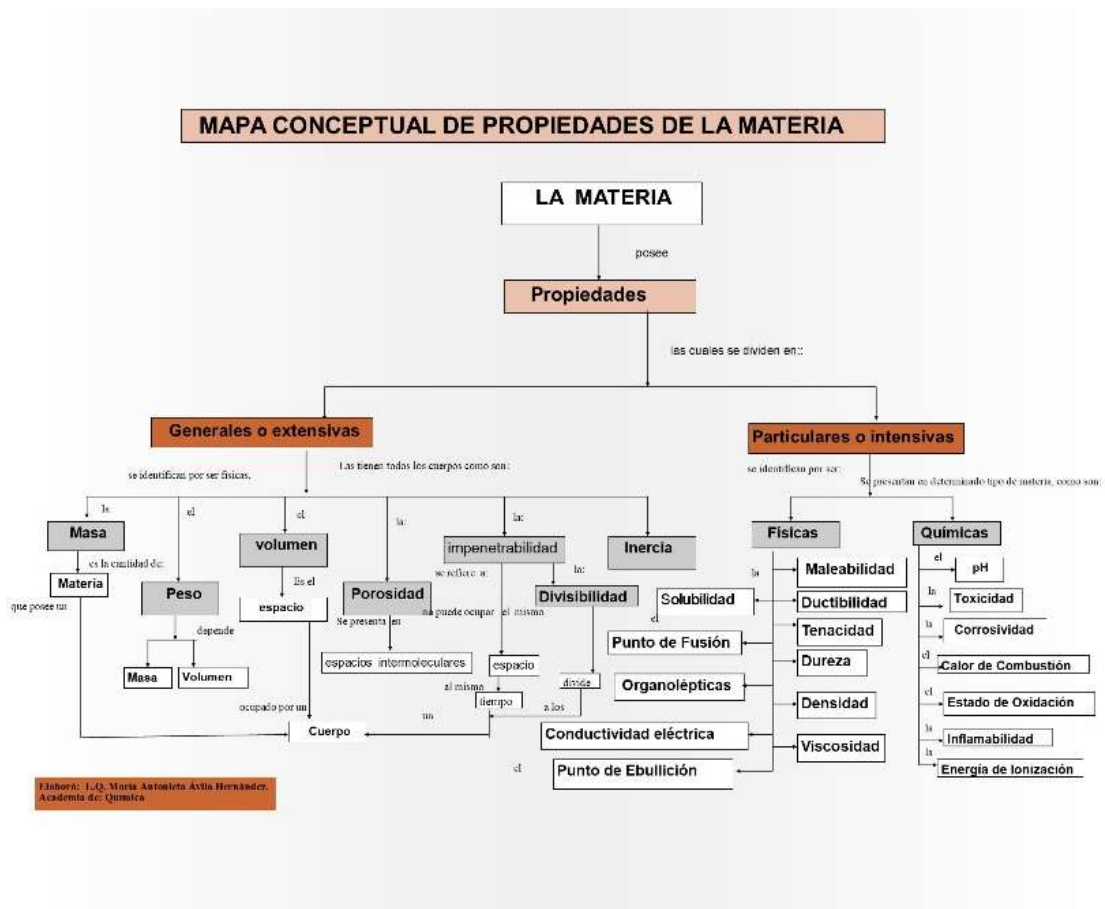 MAPA CONCEPTUAL DE PROPIEDADES DE LA MATERIA
LA MATERIA
posee
Propiedades
las cuales se dividen en::
Generales o extensivas
Particulares o intensivas
se identifican por ser físicas,
Las tienen todos los cuerpos como son:
se identifican por ser:
Se presentan en determinado tipo de materia, como son:
la:
el
el
la:
la:
Masa
volumen
impenetrabilidad
Inercia
Físicas
Químicas
es la cantidad de:
Es el
se refiere a:
la:
Materia
Peso
espacio
Porosidad
Divisibilidad
que posee un
depende
Se presenta en
no puede ocupar el mismo
Masa
Volumen
espacios intermoleculares
espacio
divide
al mismo
tiempo
ocupado por un
un
a los
Cuerpo
la
Maleabilidad
Solubilidad
Ductibilidad
el
Tenacidad
Punto de Fusión
Dureza
Organolépticas
Densidad
Conductividad eléctrica
Viscosidad
el
Punto de Ebullición
el
pH
la
Toxicidad
la
Corrosividad
el
Calor de Combustión
el
Estado de Oxidación
la
Inflamabilidad
la
Energía de Ionización
Elaboró: I.Q. María Antonieta Ávila Hernández.
Academia de: Química